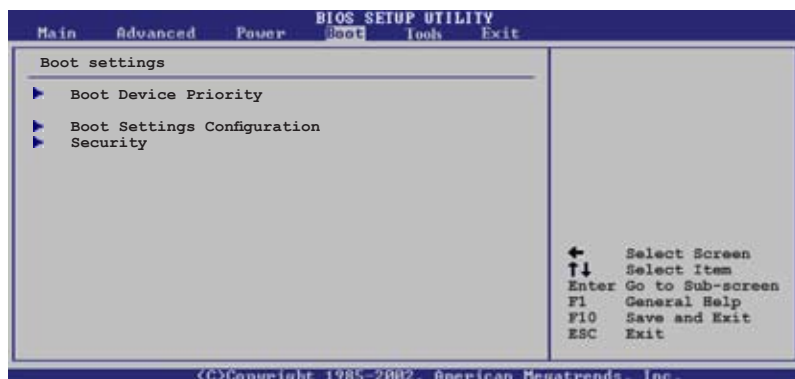 BIOS SETUP UTILITY
Main Advanced Power Boot Tools Exit
Boot settings
Boot Device Priority
Boot Settings Configuration
Security
← Select Screen
↑↓ Select Item
Enter Go to Sub-screen
F1 General Help
F10 Save and Exit
ESC Exit
(C)Copyright 1985-2002, American Megatrends, Inc.